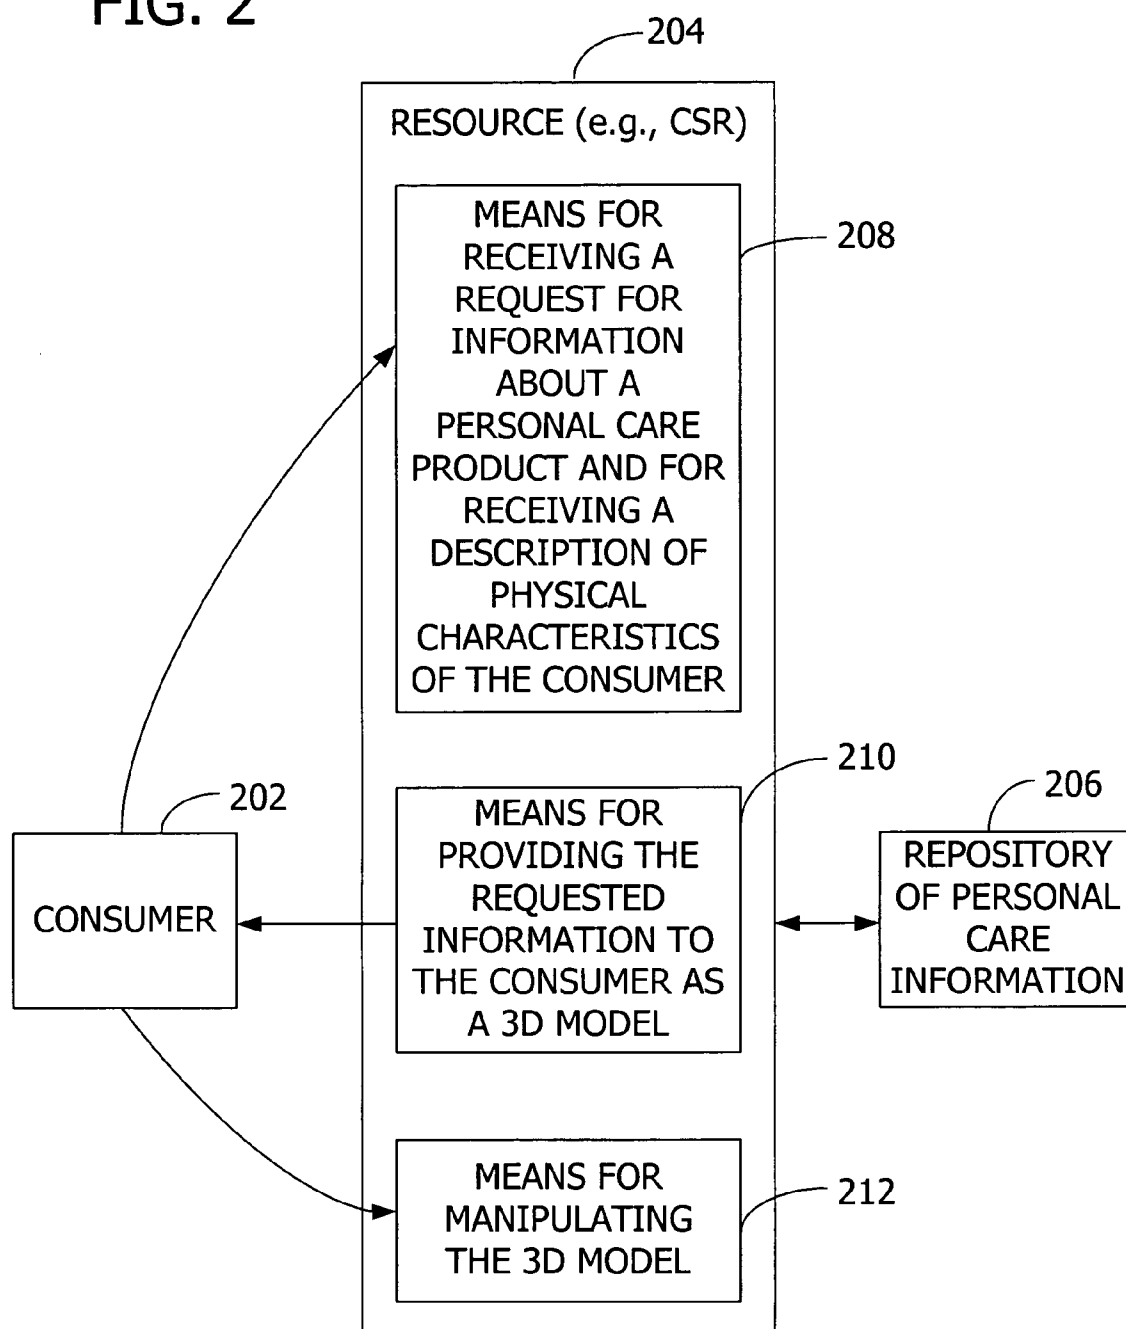 FIG. 2
204
RESOURCE (e.g., CSR)
MEANS FOR
RECEIVING A
REQUEST FOR
INFORMATION
ABOUT A
PERSONAL CARE
PRODUCT AND FOR
RECEIVING A
DESCRIPTION OF
PHYSICAL
CHARACTERISTICS
OF THE CONSUMER
208
202
CONSUMER
MEANS FOR
PROVIDING THE
REQUESTED
INFORMATION TO
THE CONSUMER AS
A 3D MODEL
210
206
REPOSITORY
OF PERSONAL
CARE
INFORMATION
MEANS FOR
MANIPULATING
THE 3D MODEL
212